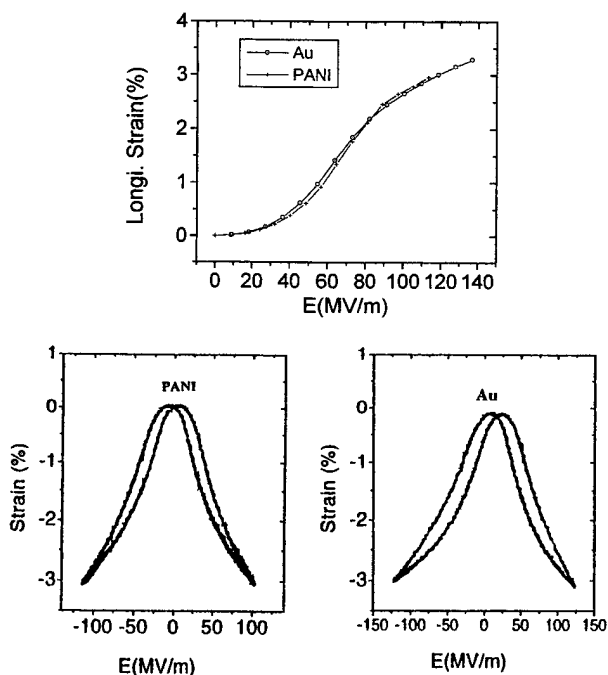 4
3
2
1
0
Longi. Strain(%)
Au
PANI
0 20 40 60 80 100 120 140
E(MV/m)
1
0
-1
-2
-3
Strain (%)
PANI
-100 -50 0 50 100
E(MV/m)
1
0
-1
-2
-3
Strain (%)
Au
-150 -100 -50 0 50 100 150
E(MV/m)